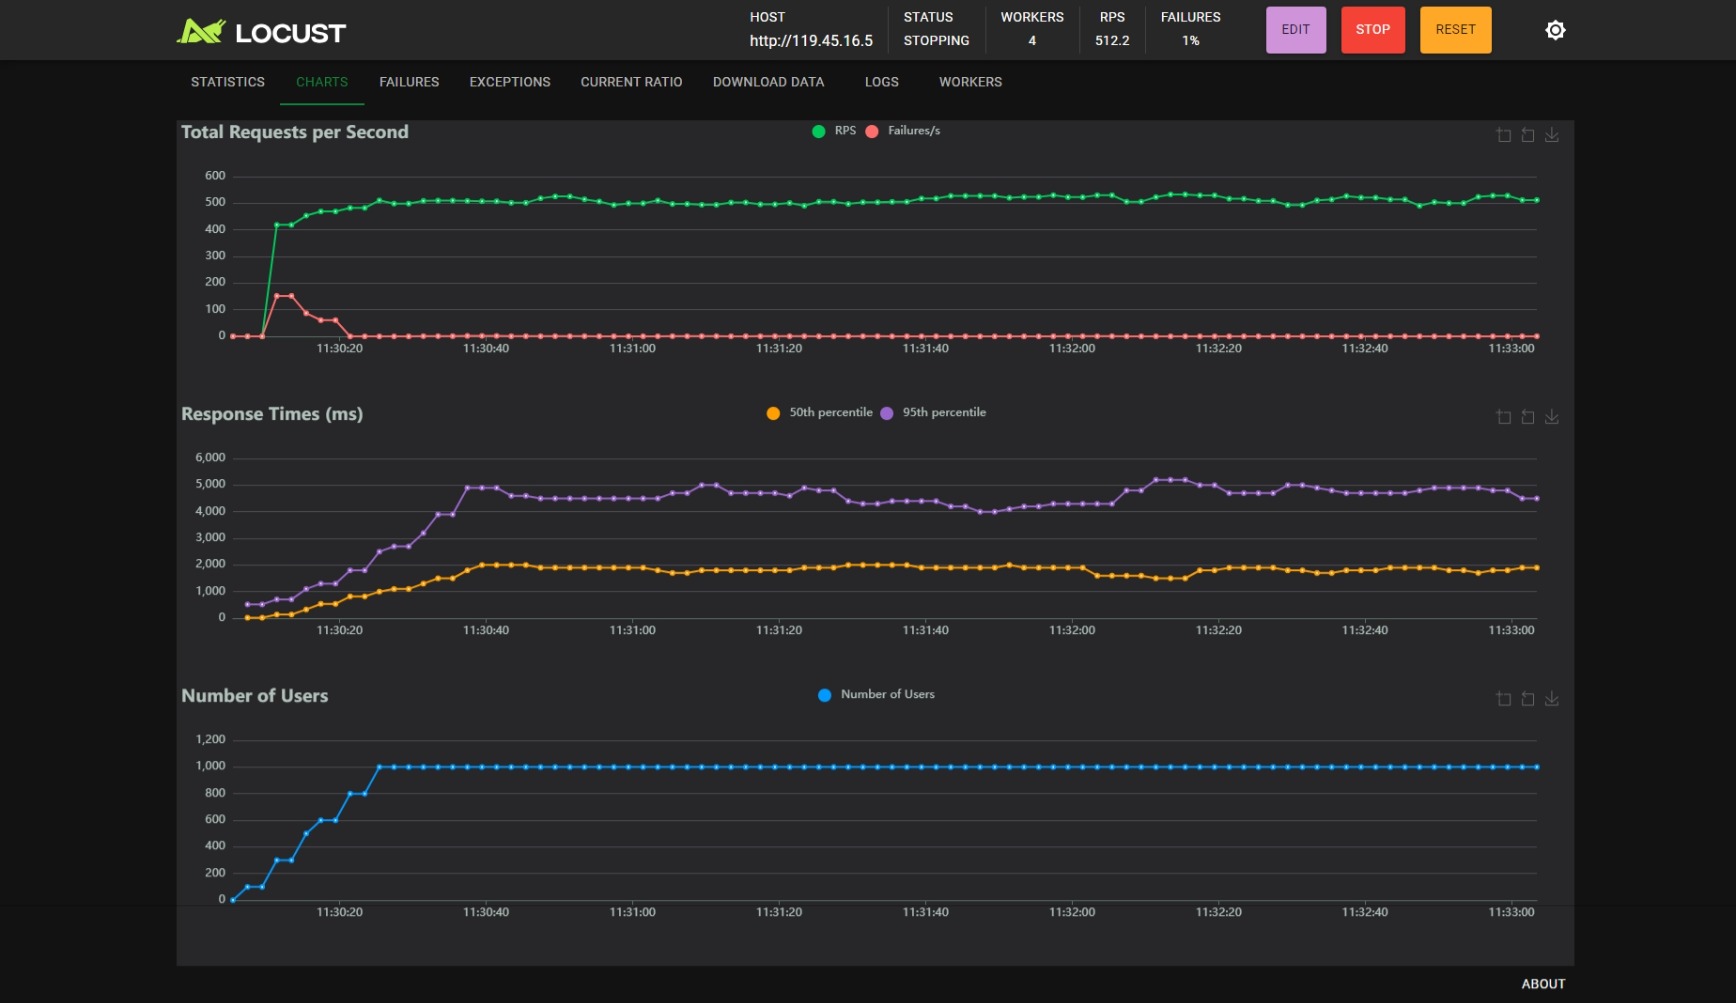 LOCUST
HOST
http://119.45.16.5
STATUS
STOPPING
WORKERS
4
RPS
512.2
FAILURES
1%
EDIT
STOP
RESET
STATISTICS CHARTS FAILURES EXCEPTIONS CURRENT RATIO DOWNLOAD DATA LOGS WORKERS
Total Requests per Second
RPS Failures/s
600
500
400
300
200
100
0
11:30:20 11:30:40 11:31:00 11:31:20 11:31:40 11:32:00 11:32:20 11:32:40 11:33:00
Response Times (ms)
50th percentile 95th percentile
6,000
5,000
4,000
3,000
2,000
1,000
0
11:30:20 11:30:40 11:31:00 11:31:20 11:31:40 11:32:00 11:32:20 11:32:40 11:33:00
Number of Users
Number of Users
1,200
1,000
800
600
400
200
0
11:30:20 11:30:40 11:31:00 11:31:20 11:31:40 11:32:00 11:32:20 11:32:40 11:33:00
ABOUT